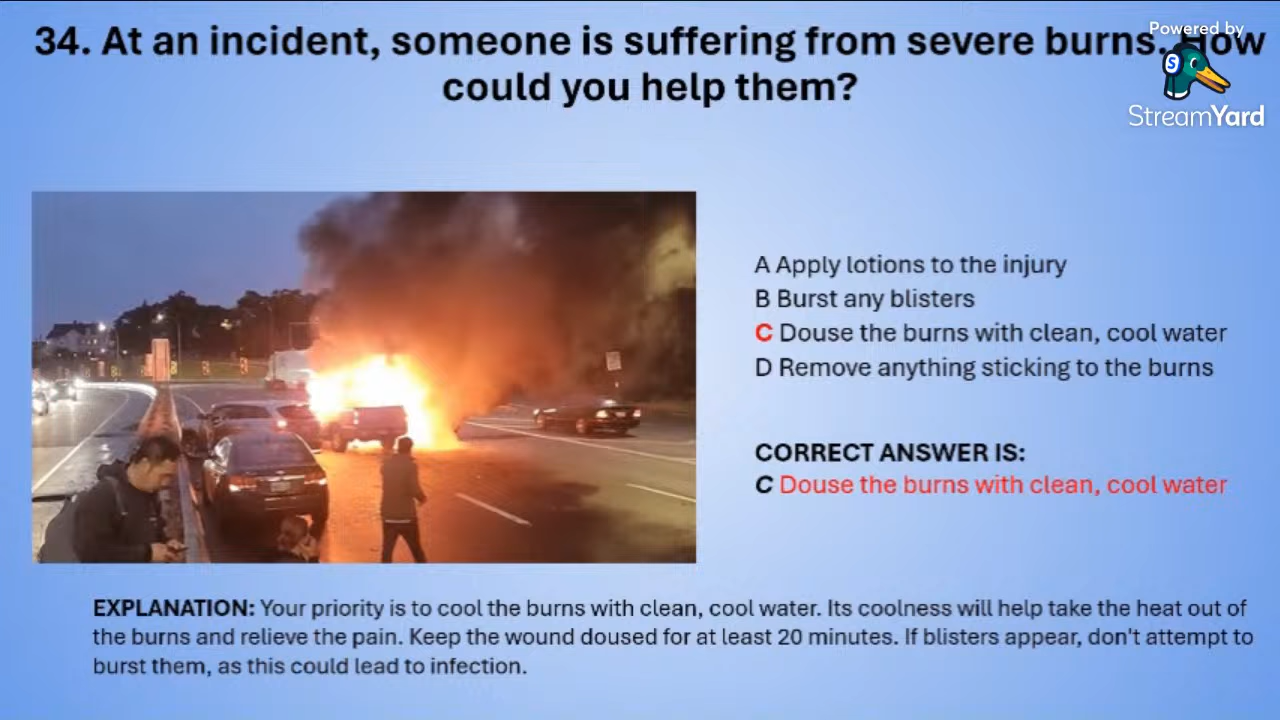 34. At an incident, someone is suffering from severe burns. How
could you help them?
Powered by
StreamYard
A Apply lotions to the injury
B Burst any blisters
C Douse the burns with clean, cool water
D Remove anything sticking to the burns
CORRECT ANSWER IS:
C Douse the burns with clean, cool water
EXPLANATION: Your priority is to cool the burns with clean, cool water. Its coolness will help take the heat out of
the burns and relieve the pain. Keep the wound doused for at least 20 minutes. If blisters appear, don't attempt to
burst them, as this could lead to infection.